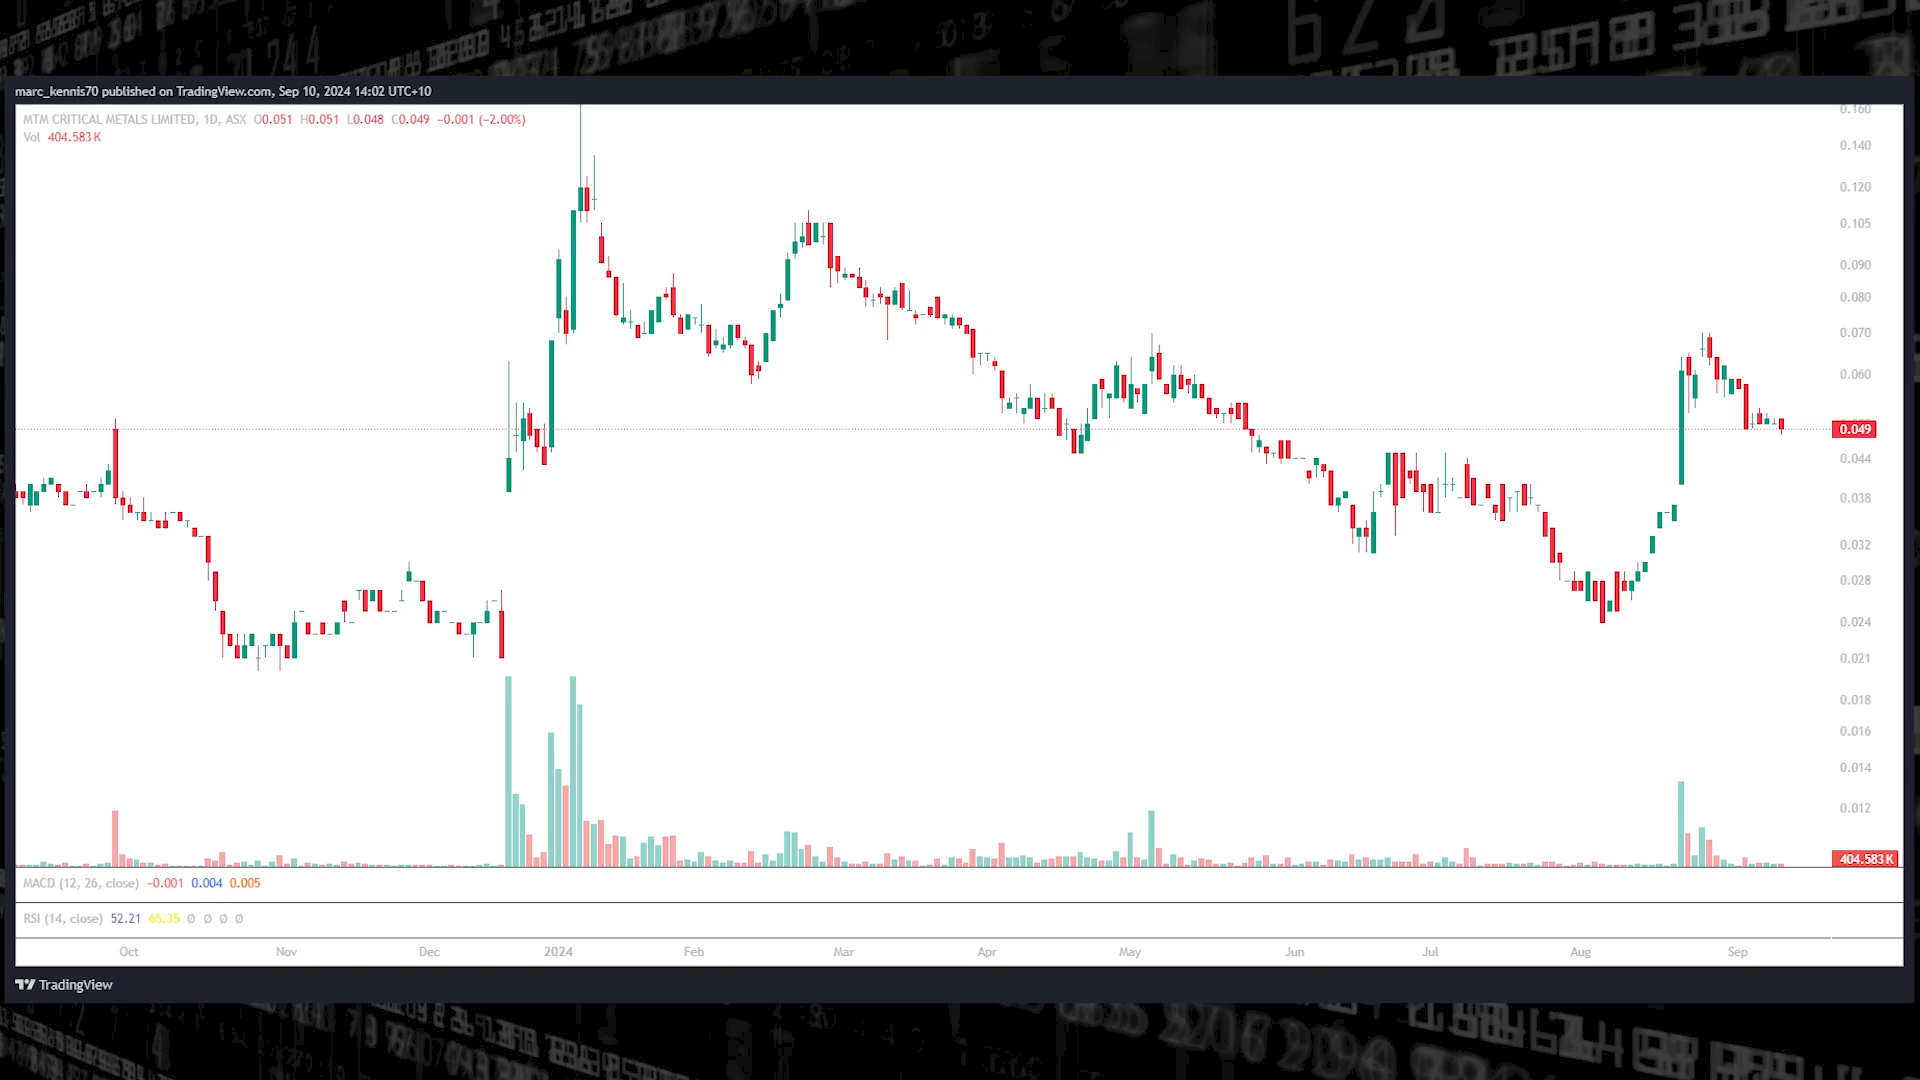 marc_kennis70 published on TradingView.com, Sep 10, 2024 14:02 UTC+10
MTM CRITICAL METALS LIMITED, 1D, ASX O0.051 H0.051 L0.048 C0.049 −0.001 (−2.00%)
Vol 404.583K
0.160
0.140
0.120
0.105
0.090
0.080
0.070
0.060
0.049
0.044
0.038
0.032
0.028
0.024
0.021
0.018
0.016
0.014
0.012
404.583K
MACD (12, 26, close) −0.001 0.004 0.005
RSI (14, close) 52.21 65.35 Ø Ø Ø Ø
Oct Nov Dec 2024 Feb Mar Apr May Jun Jul Aug Sep
TradingView